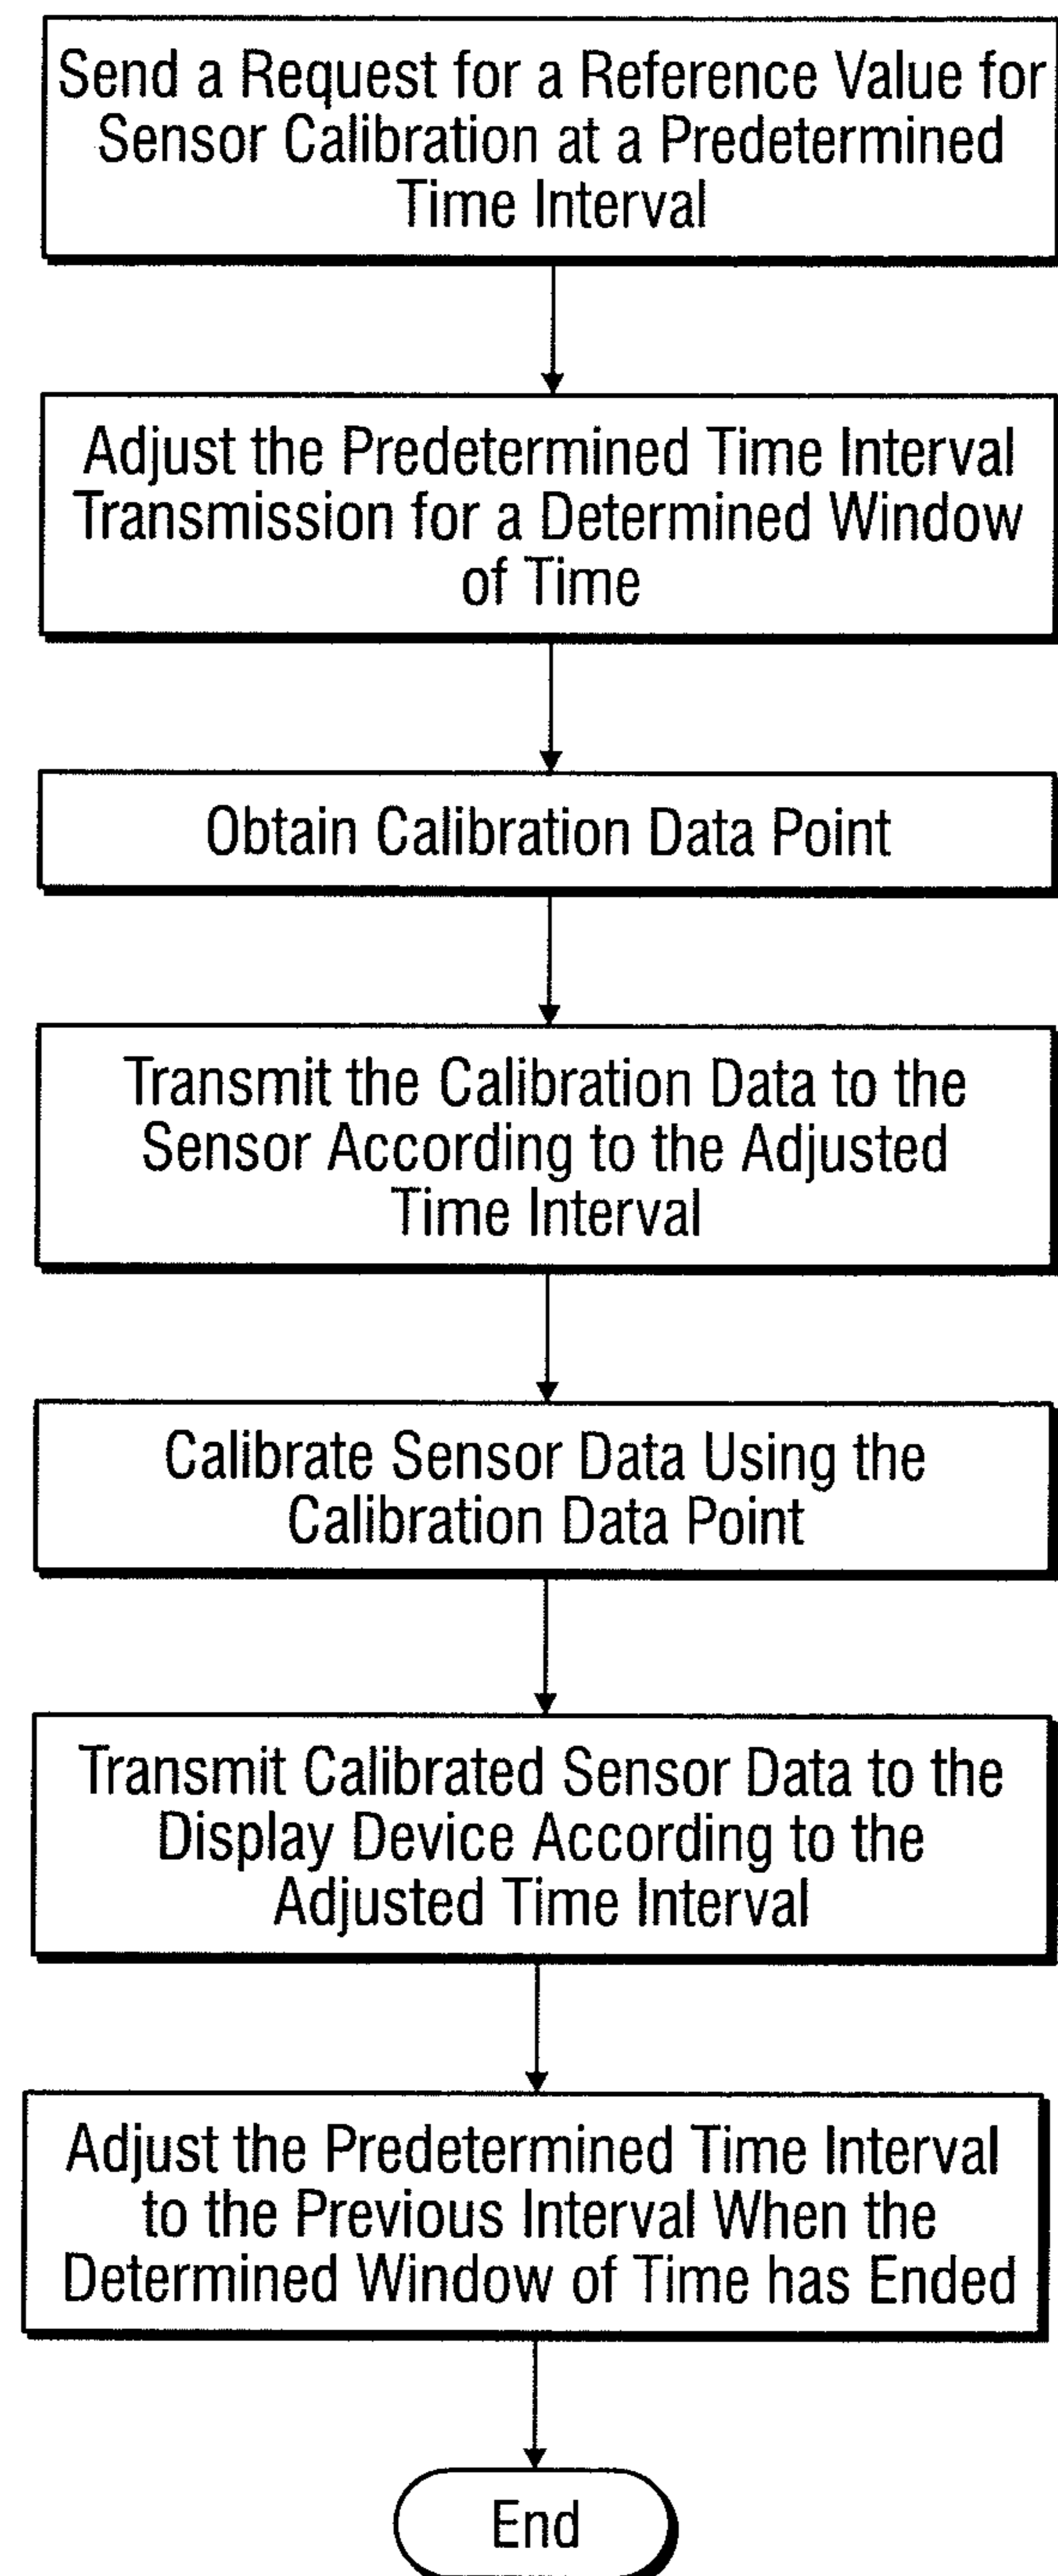 Send a Request for a Reference Value for
Sensor Calibration at a Predetermined
Time Interval
Adjust the Predetermined Time Interval
Transmission for a Determined Window
of Time
Obtain Calibration Data Point
Transmit the Calibration Data to the
Sensor According to the Adjusted
Time Interval
Calibrate Sensor Data Using the
Calibration Data Point
Transmit Calibrated Sensor Data to the
Display Device According to the
Adjusted Time Interval
Adjust the Predetermined Time Interval
to the Previous Interval When the
Determined Window of Time has Ended
End